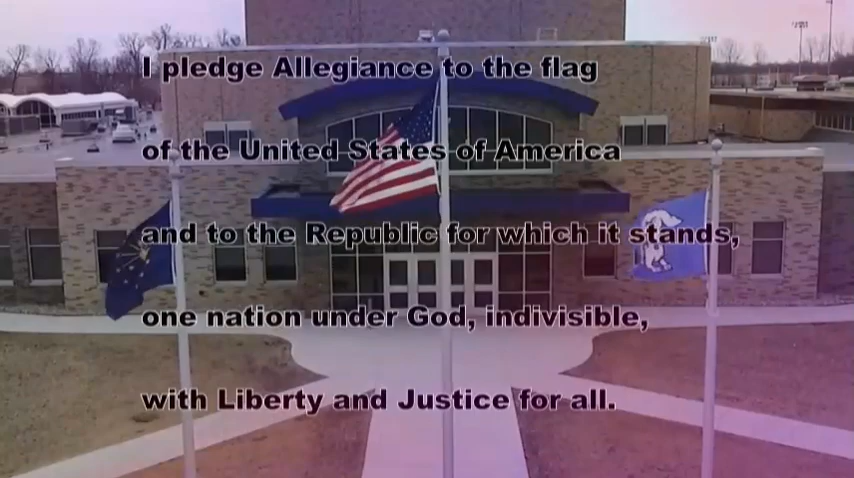 I pledge Allegiance to the flag
of the United States of America
and to the Republic for which it stands,
one nation under God, indivisible,
with Liberty and Justice for all.